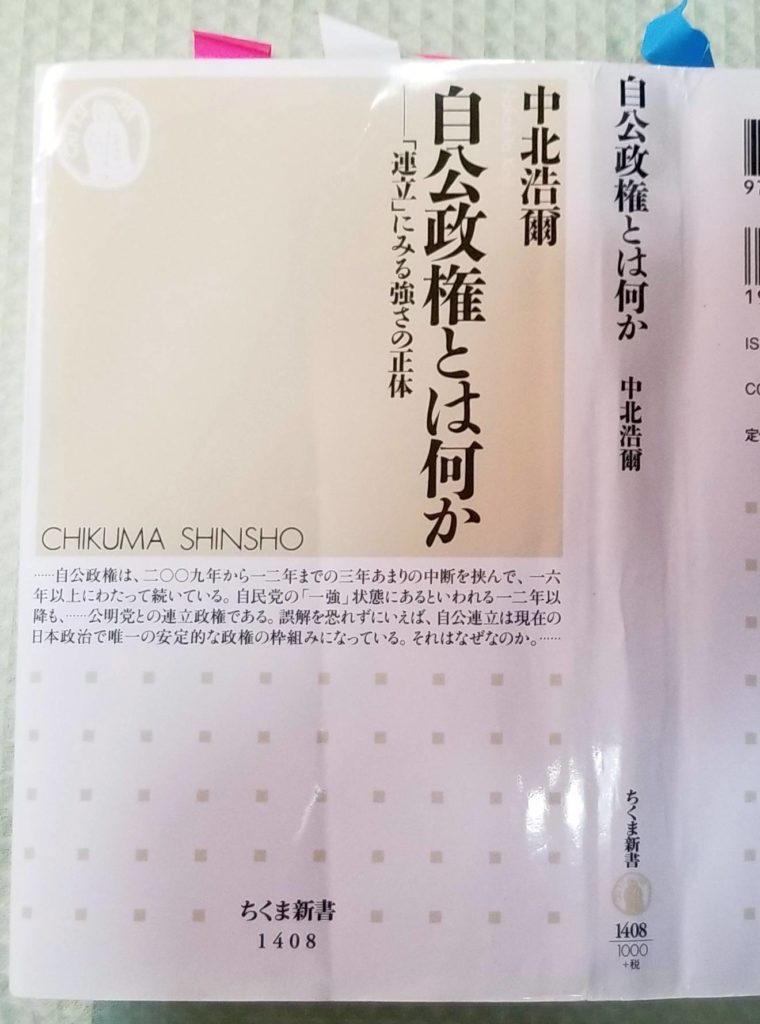 中北浩爾
自公政権とは何か
──「連立」にみる強さの正体
CHIKUMA SHINSHO
……自公政権は、二〇〇九年から一二年までの三年あまりの中断を挟んで、一六
年以上にわたって続いている。自民党の「一強」状態にあるといわれる一二年以
降も、……公明党との連立政権である。誤解を恐れずにいえば、自公連立は現在の
日本政治で唯一の安定的な政権の枠組みになっている。それはなぜなのか。……
ちくま新書
1408
自公政権とは何か
中北浩爾
ちくま新書
1408
1000
+税
97
19
IS
C0